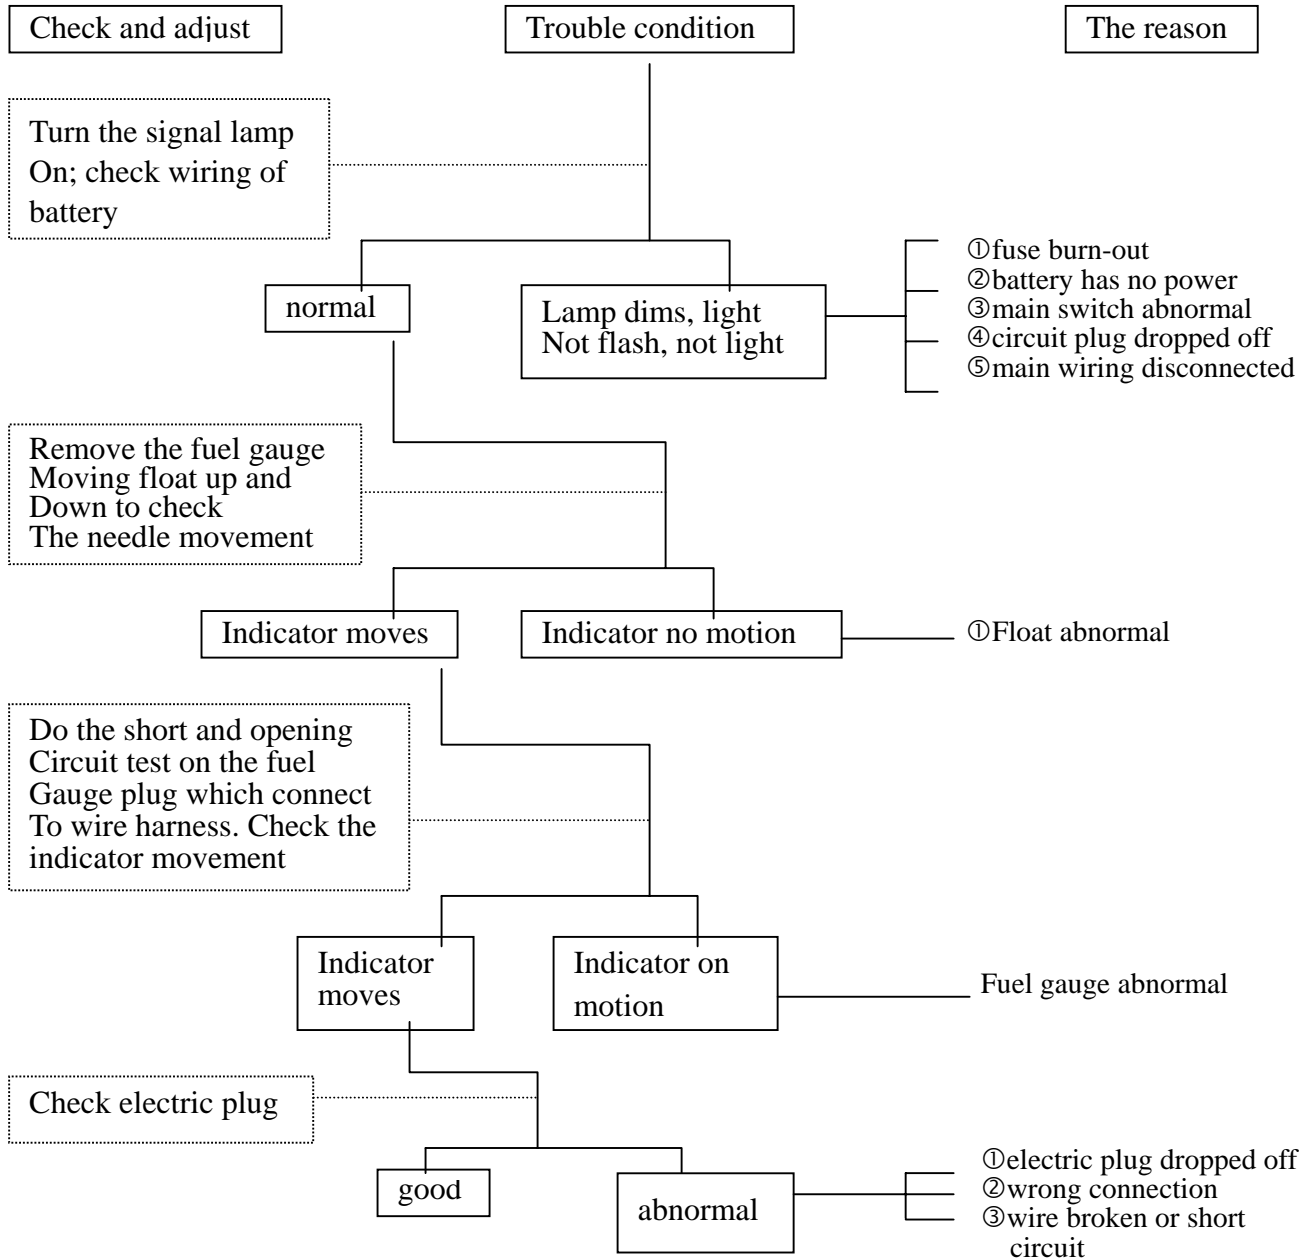 Check and adjust
Trouble condition
The reason
Turn the signal lamp
On; check wiring of
battery
normal
Lamp dims, light
Not flash, not light
①fuse burn-out
②battery has no power
③main switch abnormal
④circuit plug dropped off
⑤main wiring disconnected
Remove the fuel gauge
Moving float up and
Down to check
The needle movement
Indicator moves
Indicator no motion
①Float abnormal
Do the short and opening
Circuit test on the fuel
Gauge plug which connect
To wire harness. Check the
indicator movement
Indicator
moves
Indicator on
motion
Fuel gauge abnormal
Check electric plug
good
abnormal
①electric plug dropped off
②wrong connection
③wire broken or short
circuit